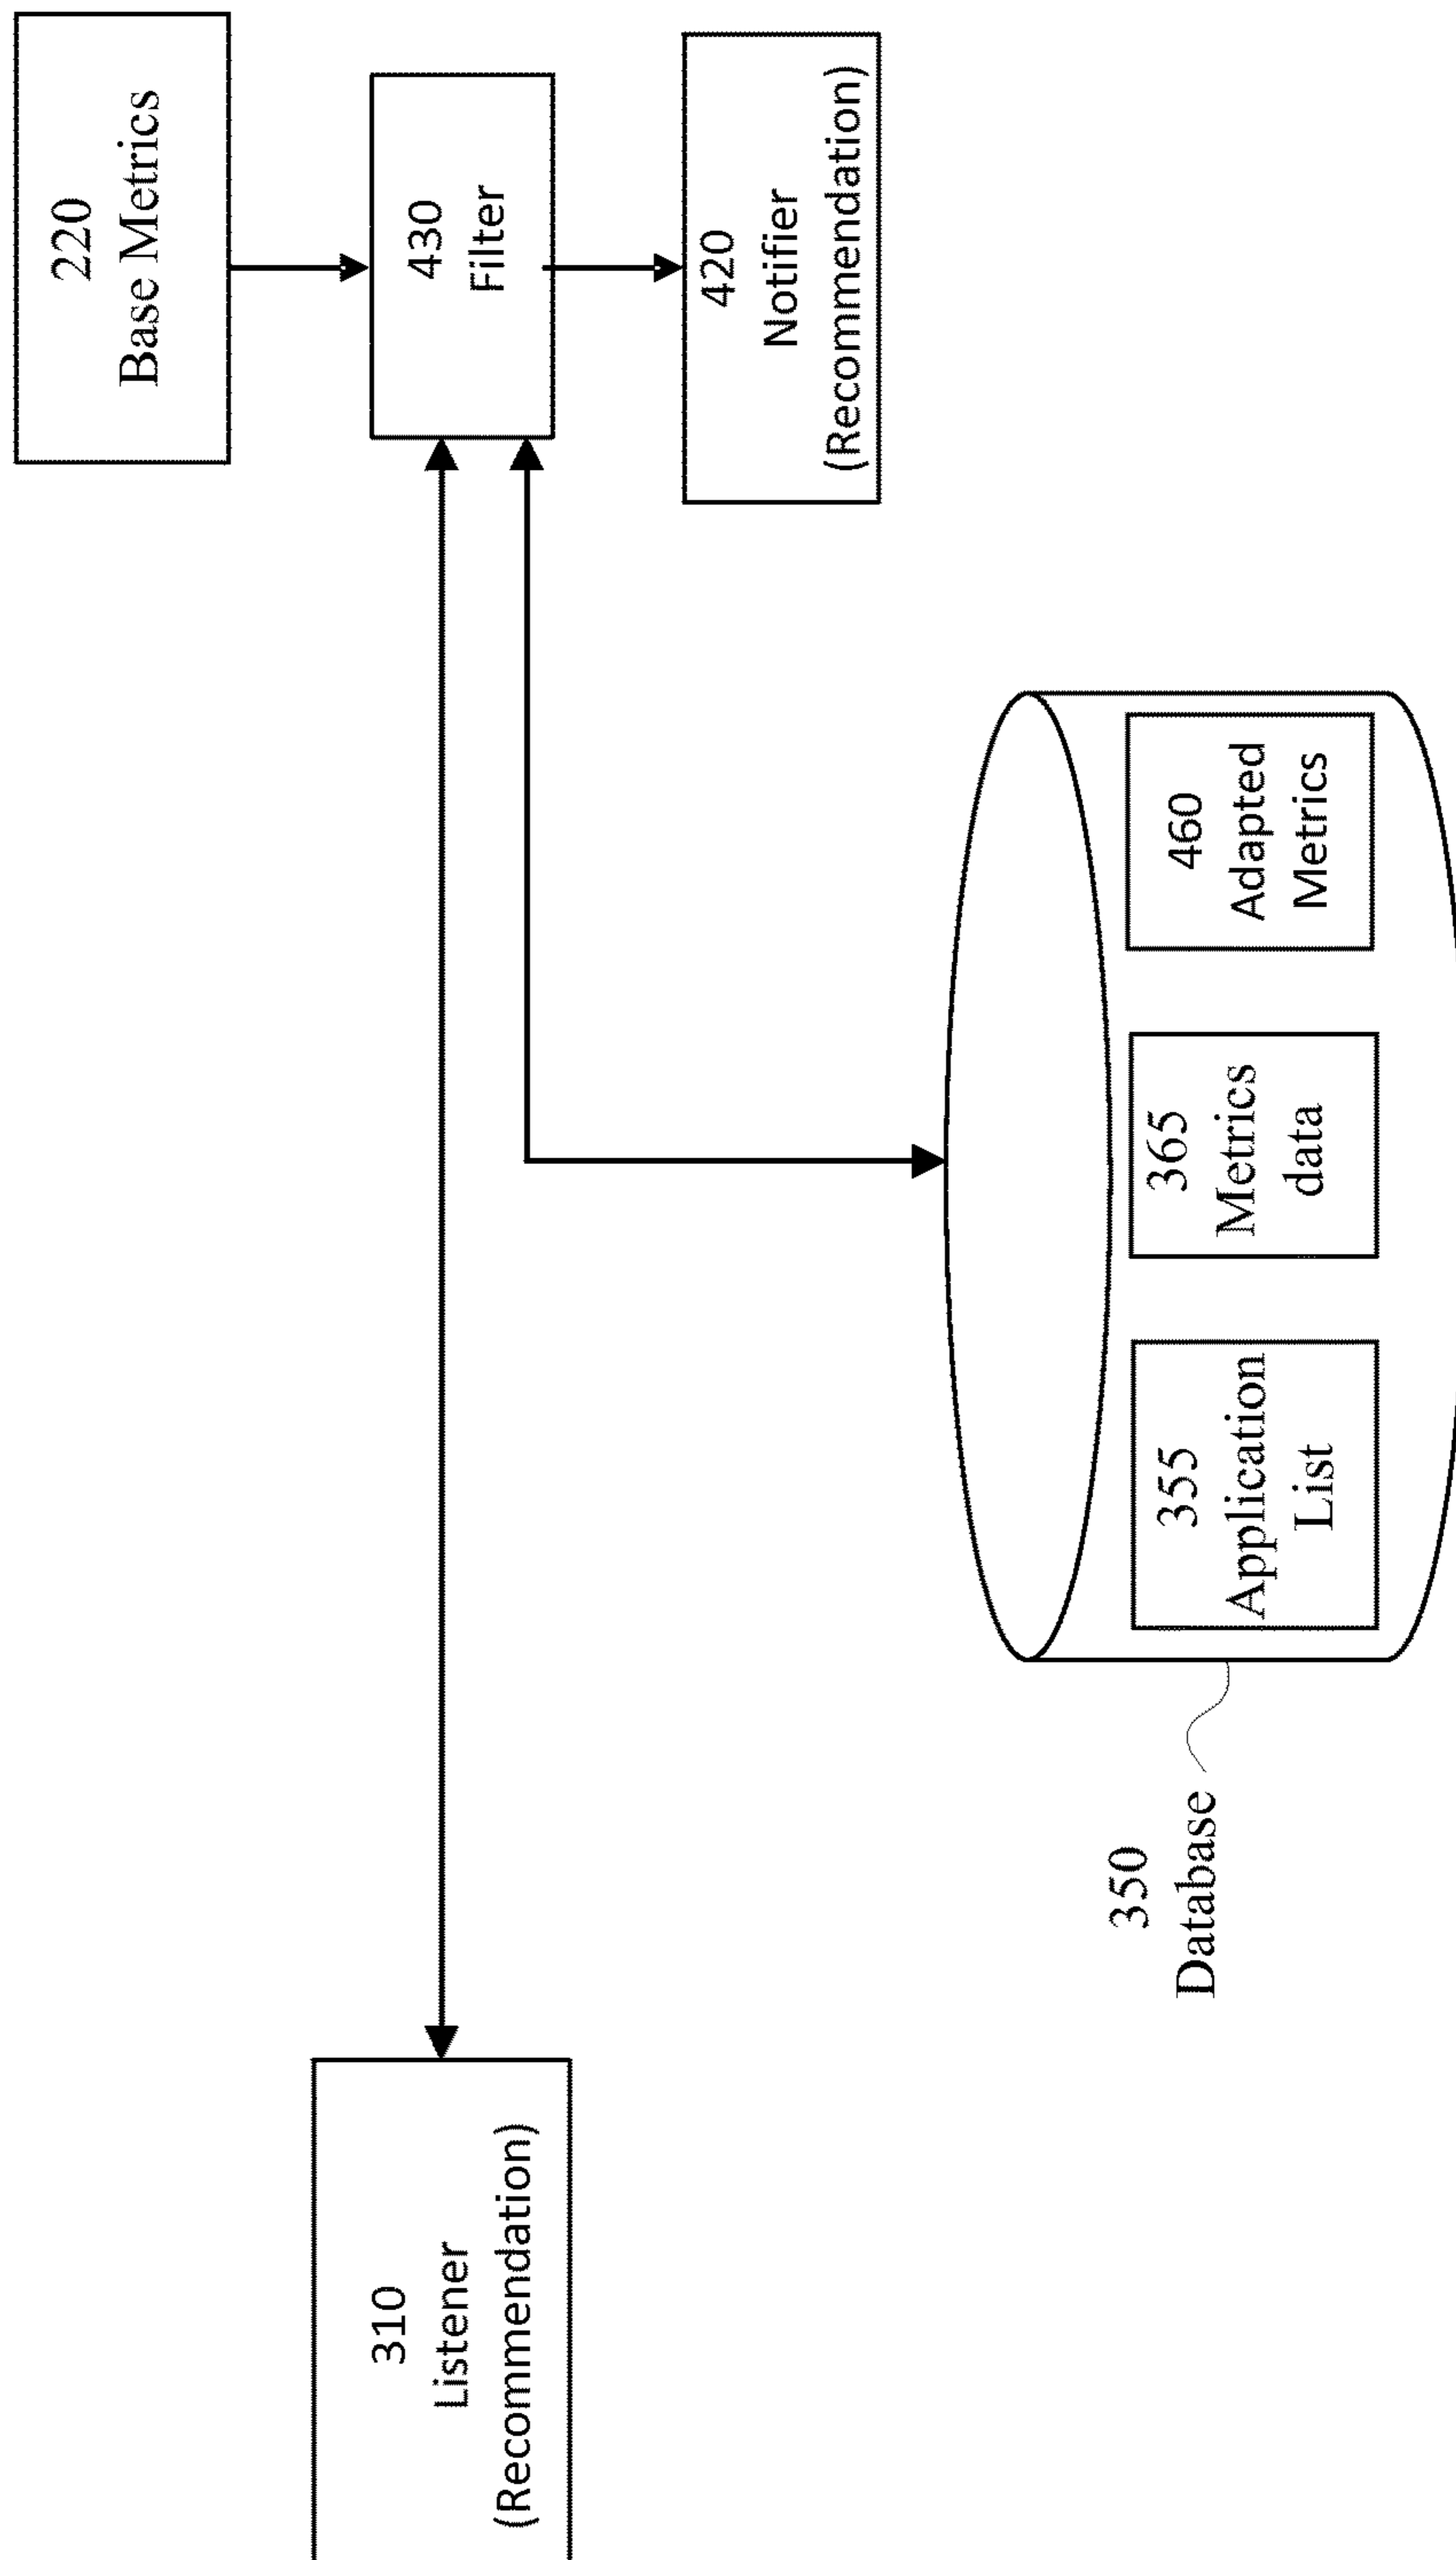 310
Listener
(Recommendation)
220
Base Metrics
430
Filter
420
Notifier
(Recommendation)
350
Database
355
Application
List
365
Metrics
data
460
Adapted
Metrics